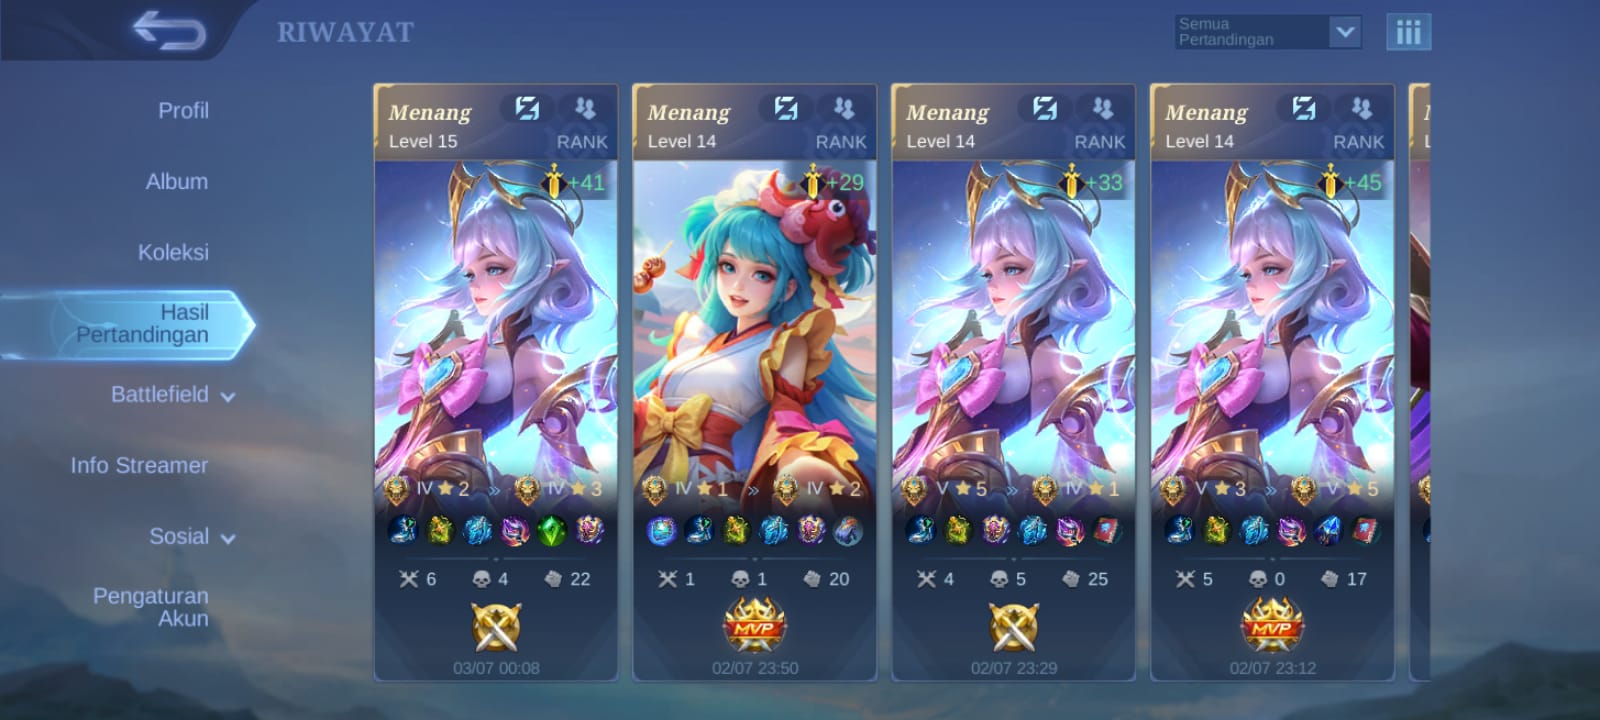 RIWAYAT
Semua
Pertandingan
Profil
Album
Koleksi
Hasil
Pertandingan
Battlefield
Info Streamer
Sosial
Pengaturan
Akun
Menang
Level 15
RANK
+41
IV 2 » IV 3
6 4 22
03/07 00:08
Menang
Level 14
RANK
+29
IV 1 » IV 2
1 1 20
MVP
02/07 23:50
Menang
Level 14
RANK
+33
V 5 » IV 1
4 5 25
02/07 23:29
Menang
Level 14
RANK
+45
V 3 » V 5
5 0 17
MVP
02/07 23:12